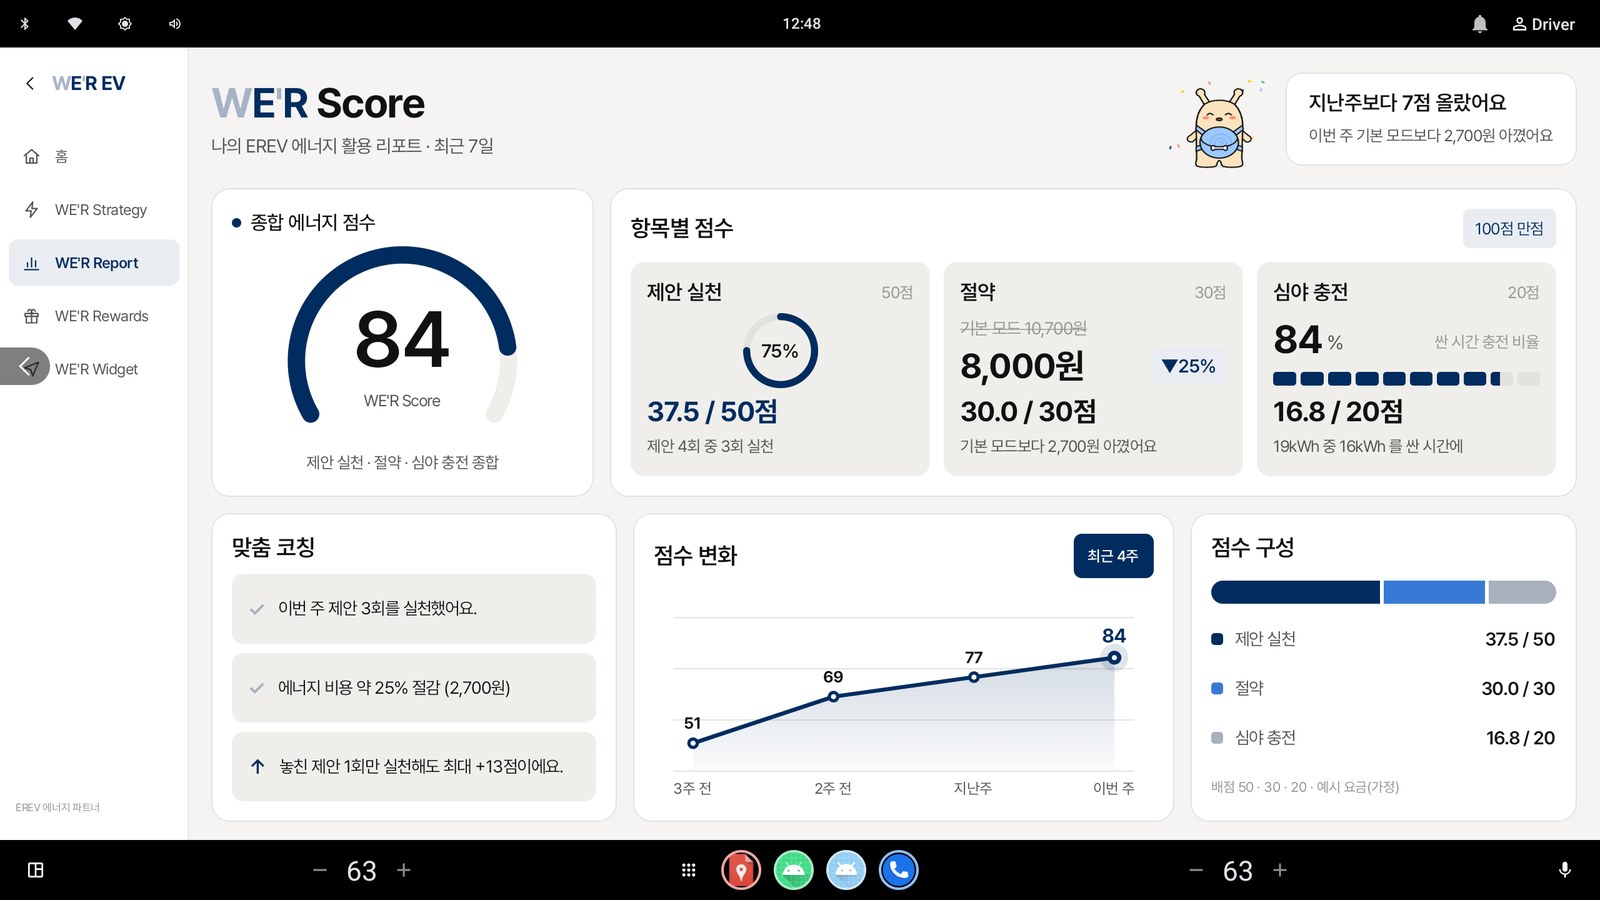 12:48
Driver
WE'R EV
홈
WE'R Strategy
WE'R Report
WE'R Rewards
WE'R Widget
EREV 에너지 파트너
WE'R Score
나의 EREV 에너지 활용 리포트 · 최근 7일
지난주보다 7점 올랐어요
이번 주 기본 모드보다 2,700원 아꼈어요
종합 에너지 점수
84
WE'R Score
제안 실천 · 절약 · 심야 충전 종합
항목별 점수
100점 만점
제안 실천 50점
75%
37.5 / 50점
제안 4회 중 3회 실천
절약 30점
기본 모드 10,700원
8,000원 ▼25%
30.0 / 30점
기본 모드보다 2,700원 아꼈어요
심야 충전 20점
84 % 싼 시간 충전 비율
16.8 / 20점
19kWh 중 16kWh 를 싼 시간에
맞춤 코칭
이번 주 제안 3회를 실천했어요.
에너지 비용 약 25% 절감 (2,700원)
놓친 제안 1회만 실천해도 최대 +13점이에요.
점수 변화
최근 4주
51
69
77
84
3주 전
2주 전
지난주
이번 주
점수 구성
제안 실천 37.5 / 50
절약 30.0 / 30
심야 충전 16.8 / 20
배점 50 · 30 · 20 · 예시 요금(가정)
− 63 +
− 63 +